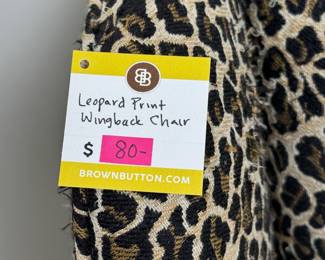 BB
Leopard Print
Wingback Chair
$ 80-
BROWNBUTTON.COM